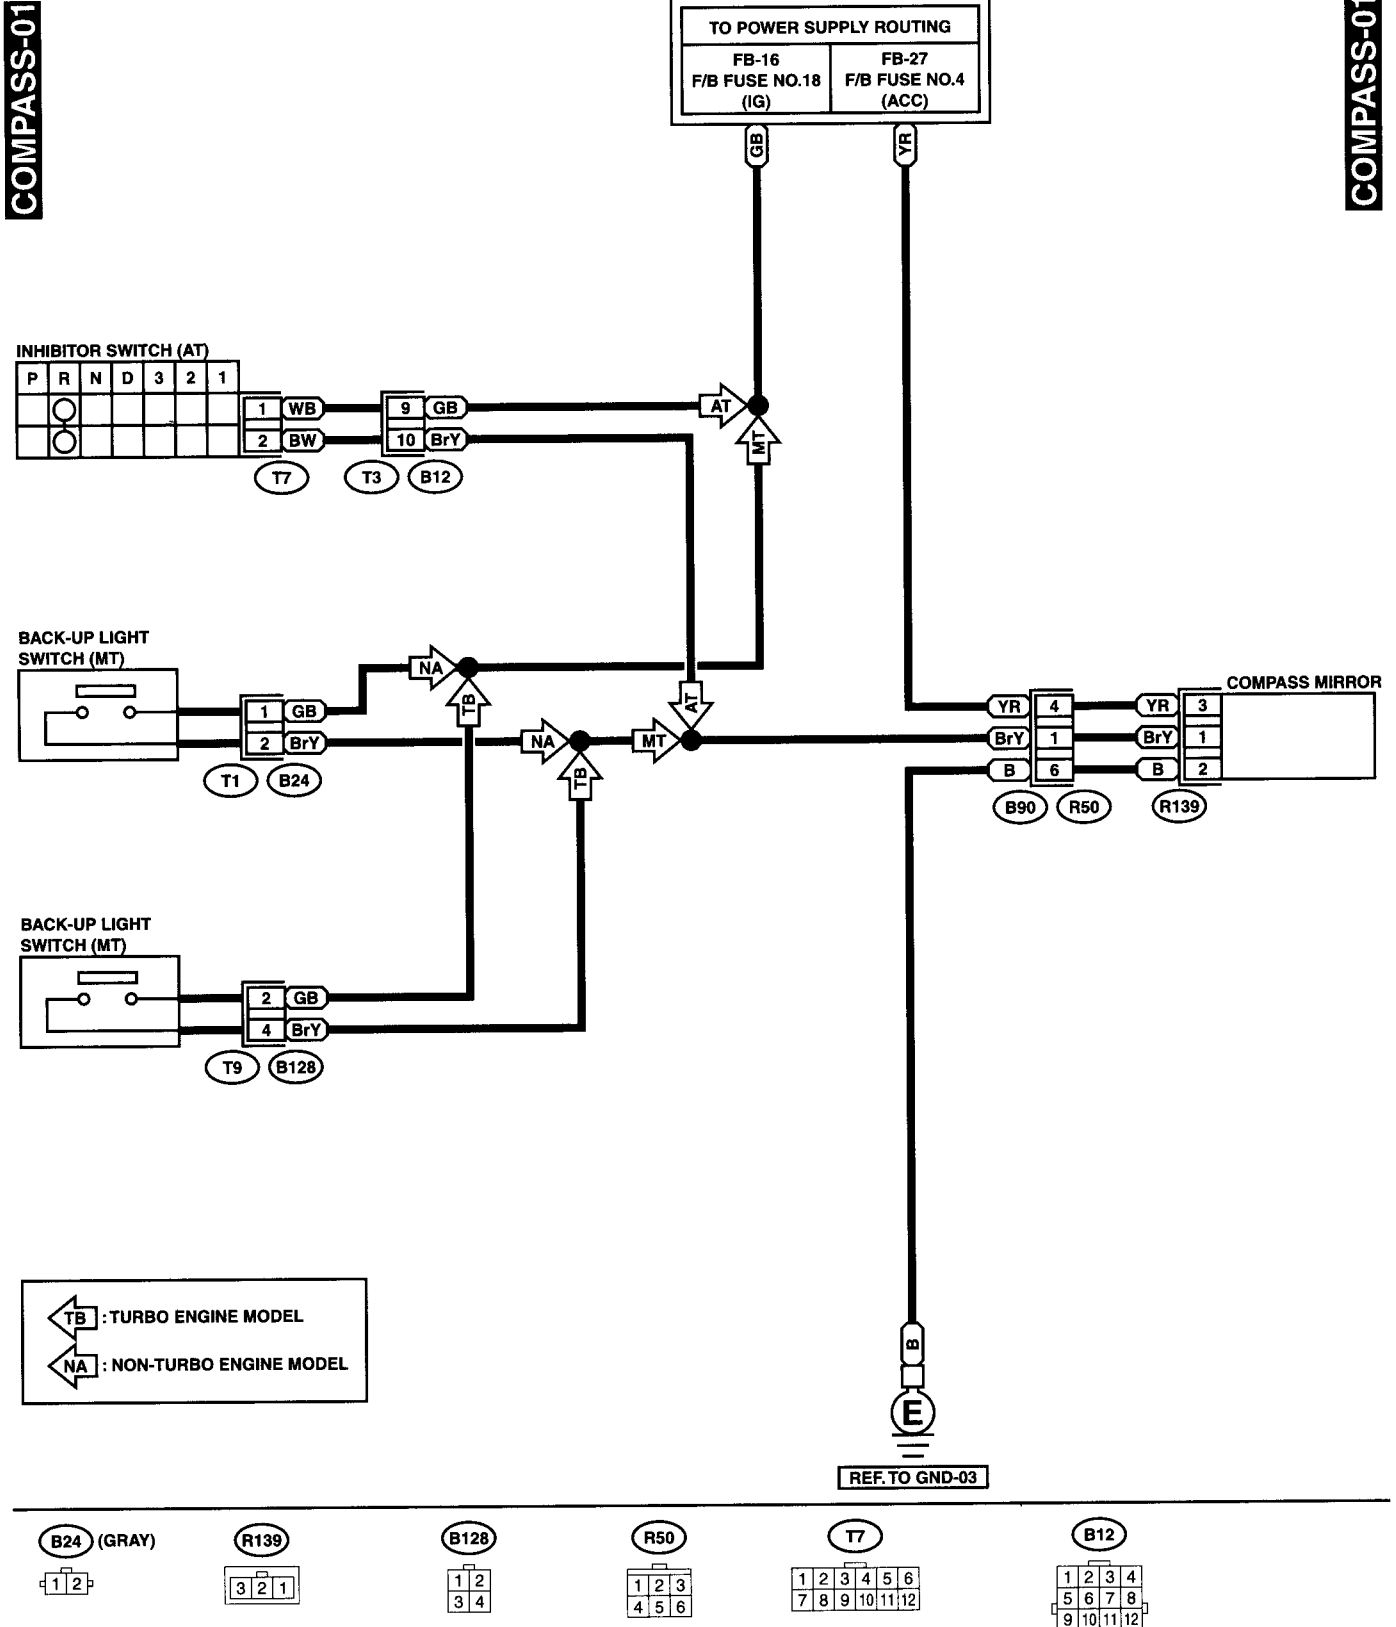 COMPASS-01
COMPASS-01
TO POWER SUPPLY ROUTING
FB-16
F/B FUSE NO.18
(IG)
FB-27
F/B FUSE NO.4
(ACC)
GB
YR
INHIBITOR SWITCH (AT)
P R N D 3 2 1
1 WB 9 GB
2 BW 10 BrY
T7 T3 B12
AT
MT
BACK-UP LIGHT
SWITCH (MT)
1 GB
2 BrY
T1 B24
NA
TB
NA
TB
MT
AT
COMPASS MIRROR
YR 4 YR 3
BrY 1 BrY 1
B 6 B 2
B90 R50 R139
BACK-UP LIGHT
SWITCH (MT)
2 GB
4 BrY
T9 B128
TB : TURBO ENGINE MODEL
NA : NON-TURBO ENGINE MODEL
B
E
REF. TO GND-03
B24 (GRAY)
1 2
R139
3 2 1
B128
1 2
3 4
R50
1 2 3
4 5 6
T7
1 2 3 4 5 6
7 8 9 10 11 12
B12
1 2 3 4
5 6 7 8
9 10 11 12